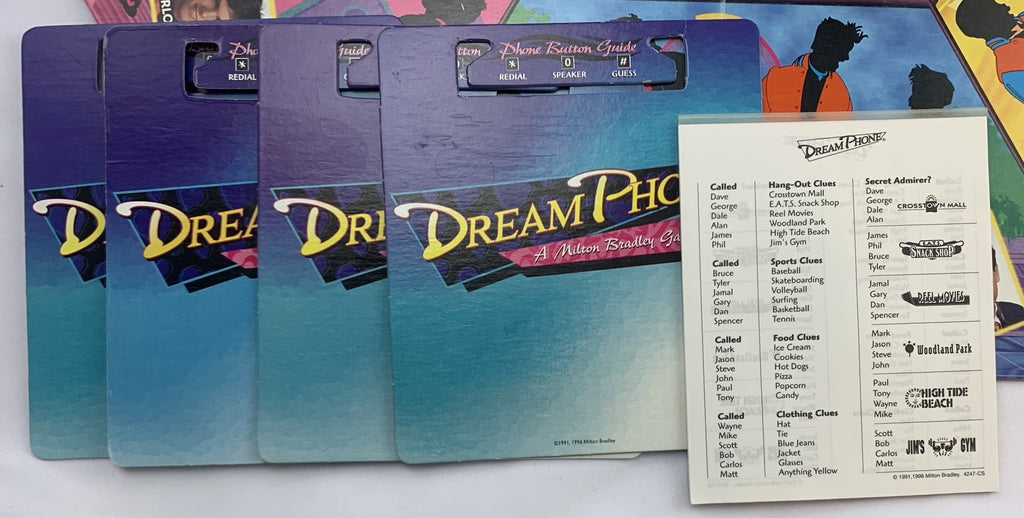 Phone Button Guide
* 0 #
REDIAL SPEAKER GUESS
REDIAL
REDIAL
Guide
Button
DREAM PHO
A Milton Bradley Ga
©1991, 1996 Milton Bradley
DREAM PHONE
Called
Dave
George
Dale
Alan
James
Phil
Called
Bruce
Tyler
Jamal
Gary
Dan
Spencer
Called
Mark
Jason
Steve
John
Paul
Tony
Called
Wayne
Mike
Scott
Bob
Carlos
Matt
Hang-Out Clues
Crosstown Mall
E.A.T.S. Snack Shop
Reel Movies
Woodland Park
High Tide Beach
Jim's Gym
Sports Clues
Baseball
Skateboarding
Volleyball
Surfing
Basketball
Tennis
Food Clues
Ice Cream
Cookies
Hot Dogs
Pizza
Popcorn
Candy
Clothing Clues
Hat
Tie
Blue Jeans
Jacket
Glasses
Anything Yellow
Secret Admirer?
Dave
George
Dale
Alan
CROSSTOWN MALL
James
Phil
Bruce
Tyler
EATS
SNACK SHOP
Jamal
Gary
Dan
Spencer
REEL MOVIES
Mark
Jason
Steve
John
Woodland Park
Paul
Tony
Wayne
Mike
HIGH TIDE
BEACH
Scott
Bob
Carlos
Matt
JIM'S GYM
© 1991,1996 Milton Bradley. 4247-CS